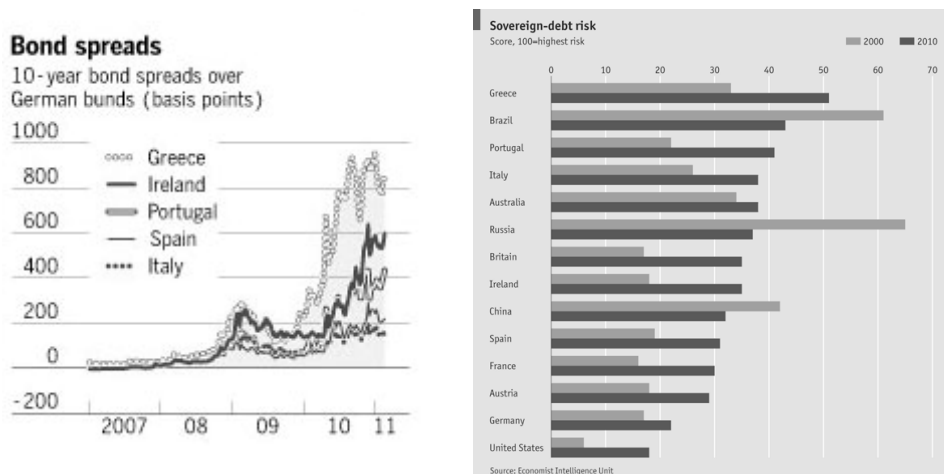 Bond spreads
10-year bond spreads over
German bunds (basis points)
1000
800
600
400
200
0
-200
Greece
Ireland
Portugal
Spain
Italy
2007 08 09 10 11
Sovereign-debt risk
Score, 100=highest risk
2000 2010
0 10 20 30 40 50 60 70
Greece
Brazil
Portugal
Italy
Australia
Russia
Britain
Ireland
China
Spain
France
Austria
Germany
United States
Source: Economist Intelligence Unit